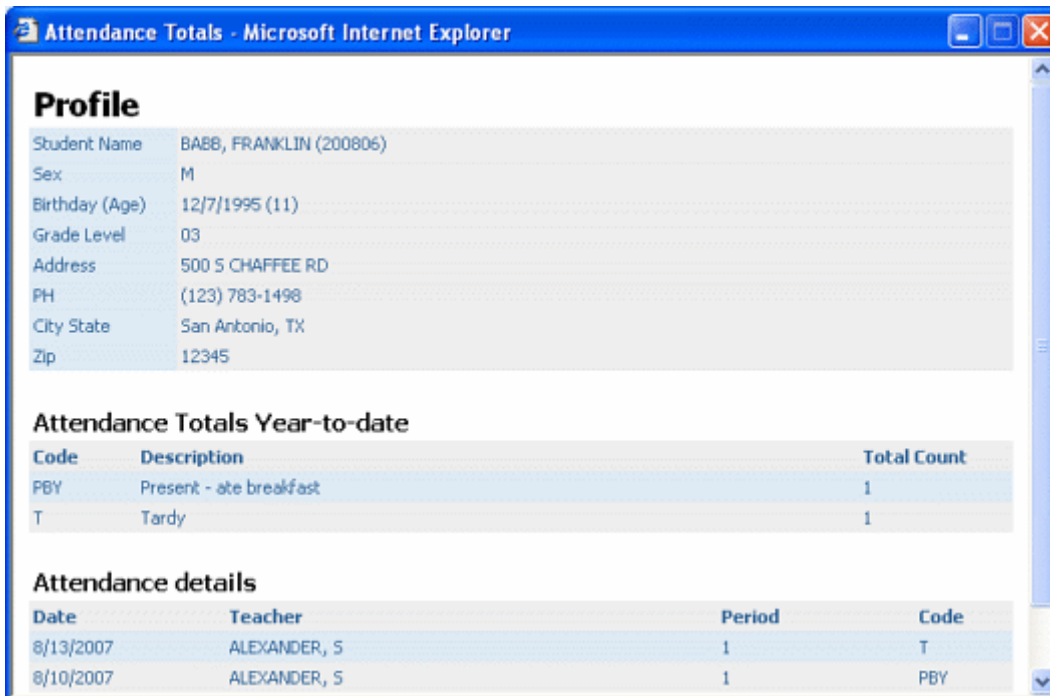 Attendance Totals - Microsoft Internet Explorer
Profile
Student Name BABB, FRANKLIN (200806)
Sex M
Birthday (Age) 12/7/1995 (11)
Grade Level 03
Address 500 S CHAFFEE RD
PH (123) 783-1498
City State San Antonio, TX
Zip 12345
Attendance Totals Year-to-date
Code Description Total Count
PBY Present - ate breakfast 1
T Tardy 1
Attendance details
Date Teacher Period Code
8/13/2007 ALEXANDER, S 1 T
8/10/2007 ALEXANDER, S 1 PBY